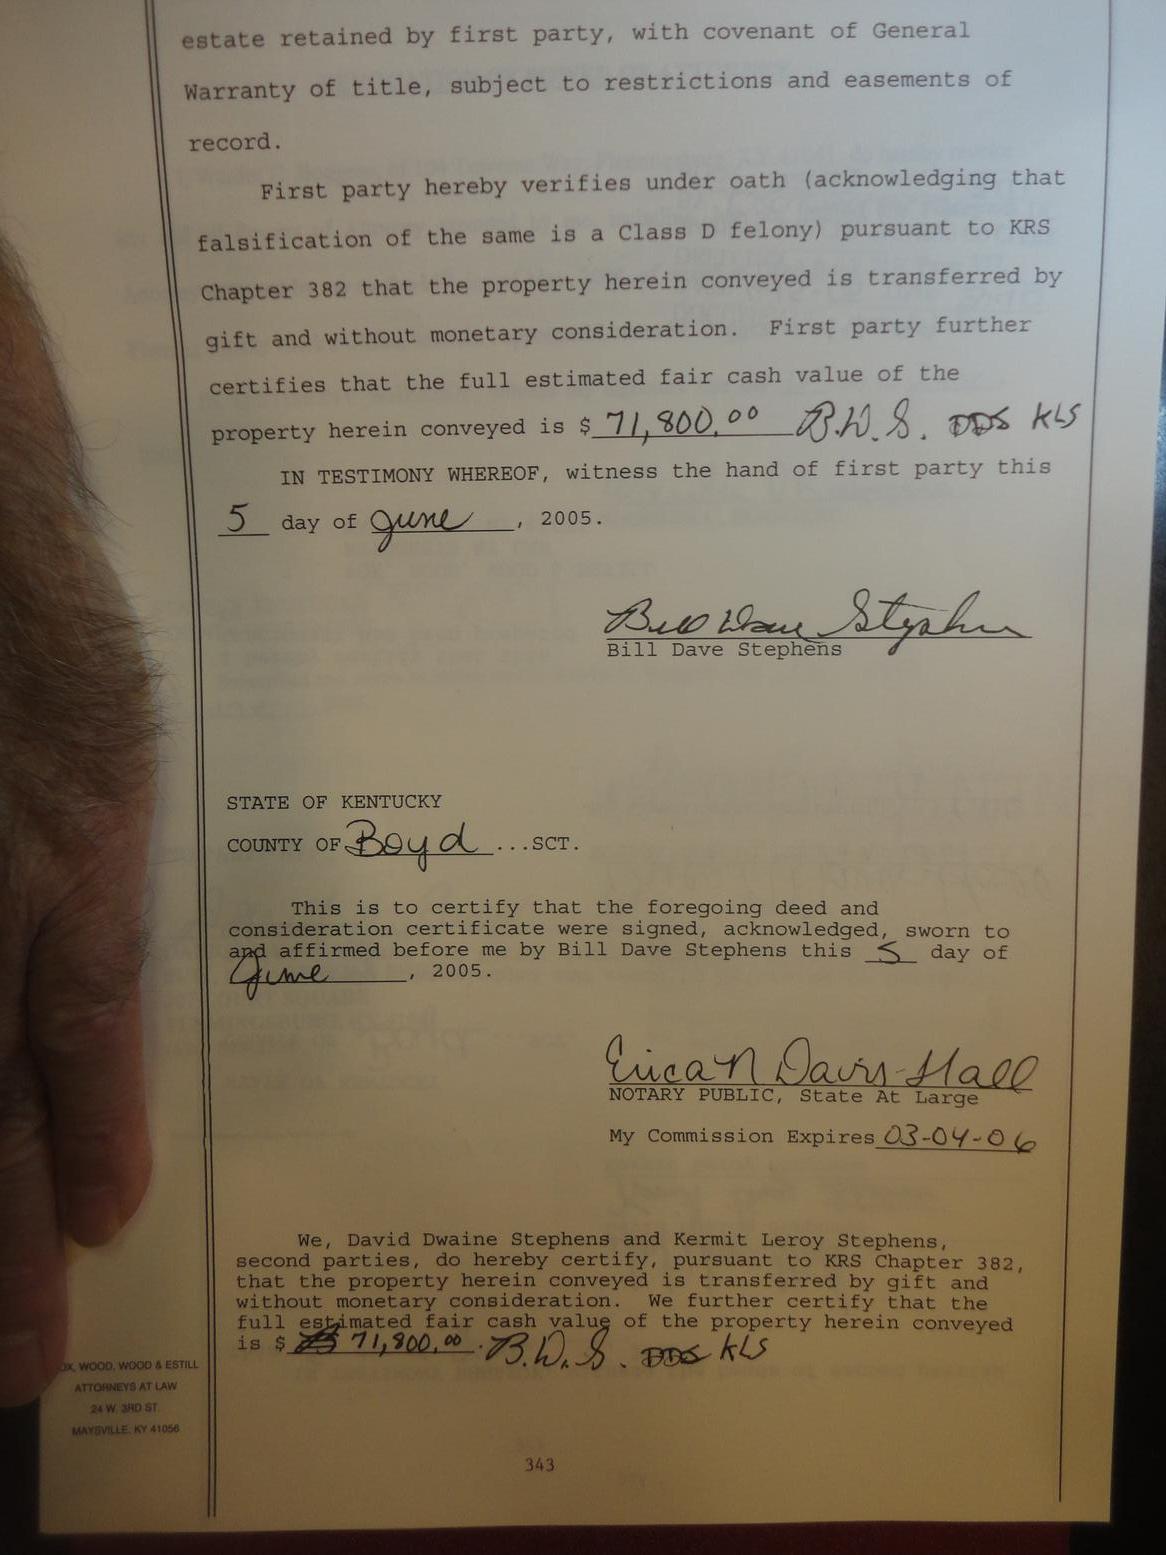 estate retained by first party, with covenant of General
Warranty of title, subject to restrictions and easements of
record.
First party hereby verifies under oath (acknowledging that
falsification of the same is a Class D felony) pursuant to KRS
Chapter 382 that the property herein conveyed is transferred by
gift and without monetary consideration. First party further
certifies that the full estimated fair cash value of the
property herein conveyed is $ 71,800.00 B.D.S. DDS KLS
IN TESTIMONY WHEREOF, witness the hand of first party this
5 day of June, 2005.
Bill Dave Stephens
Bill Dave Stephens
STATE OF KENTUCKY
COUNTY OF Boyd ...SCT.
This is to certify that the foregoing deed and
consideration certificate were signed, acknowledged, sworn to
and affirmed before me by Bill Dave Stephens this 5 day of
June, 2005.
Erica N Davis-Hall
NOTARY PUBLIC, State At Large
My Commission Expires 03-04-06
We, David Dwaine Stephens and Kermit Leroy Stephens,
second parties, do hereby certify, pursuant to KRS Chapter 382,
that the property herein conveyed is transferred by gift and
without monetary consideration. We further certify that the
full estimated fair cash value of the property herein conveyed
is $ 71,800.00. B.D.S. DDS KLS
WOOD, WOOD & ESTILL
ATTORNEYS AT LAW
24 W. 3RD ST.
MAYSVILLE, KY 41056
343